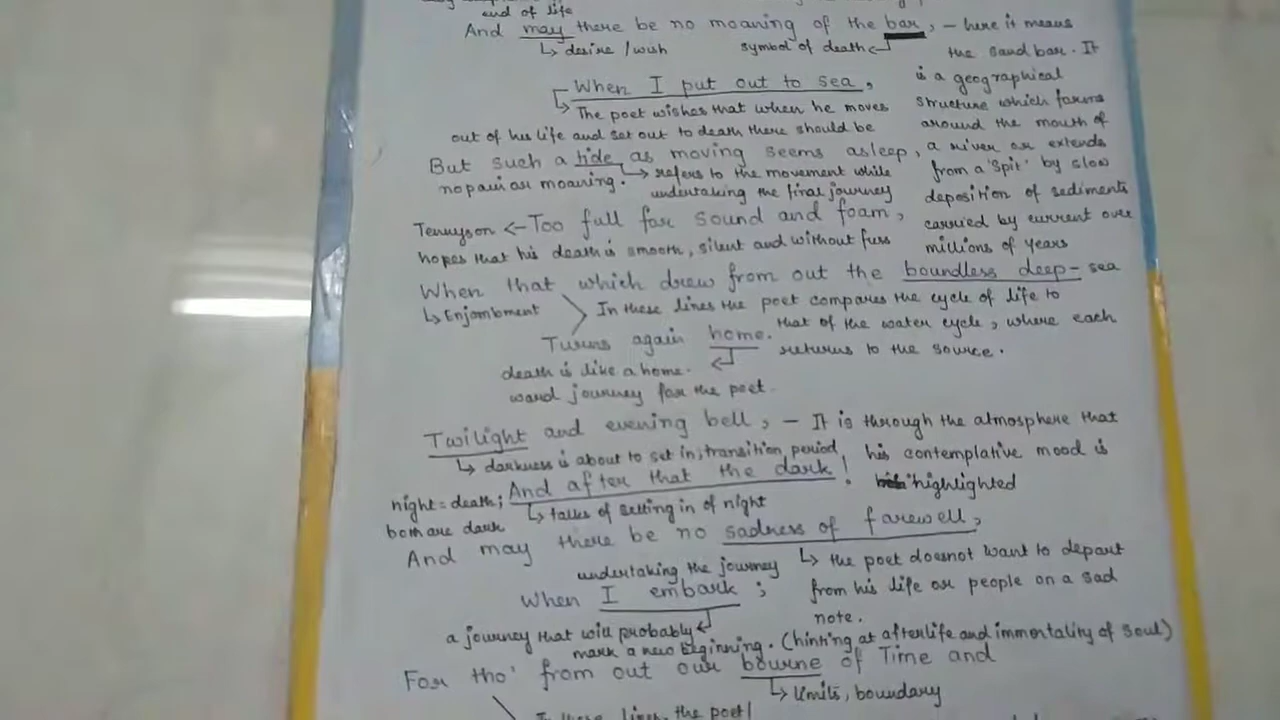 end of life
And may there be no moaning of the bar, – here it means
↳ desire / wish symbol of death ↲ the sand bar. It
When I put out to sea, is a geographical
↳ The poet wishes that when he moves structure which forms
out of his life and set out to death there should be around the mouth of
But such a tide as moving seems asleep, a river or extends
no pain or moaning. ↳ refers to the movement while from a 'spit' by slow
undertaking the final journey deposition of sediments
Tennyson ← Too full for sound and foam, carried by current over
hopes that his death is smooth, silent and without fuss millions of years
When that which drew from out the boundless deep – sea
↳ Enjambment In these lines the poet compares the cycle of life to
Turns again home. that of the water cycle, where each
death is like a home. returns to the source.
ward journey for the poet.
Twilight and evening bell, – It is through the atmosphere that
↳ darkness is about to set in; transition period his contemplative mood is
night = death; And after that the dark! highlighted
both are dark ↳ talks of setting in of night
And may there be no sadness of farewell,
undertaking the journey ↳ the poet doesnot want to depart
When I embark; from his life or people on a sad
note.
a journey that will probably
mark a new beginning. (hinting at afterlife and immortality of soul)
For tho' from out our bourne of Time and
↳ limits, boundary
In these lines, the poet